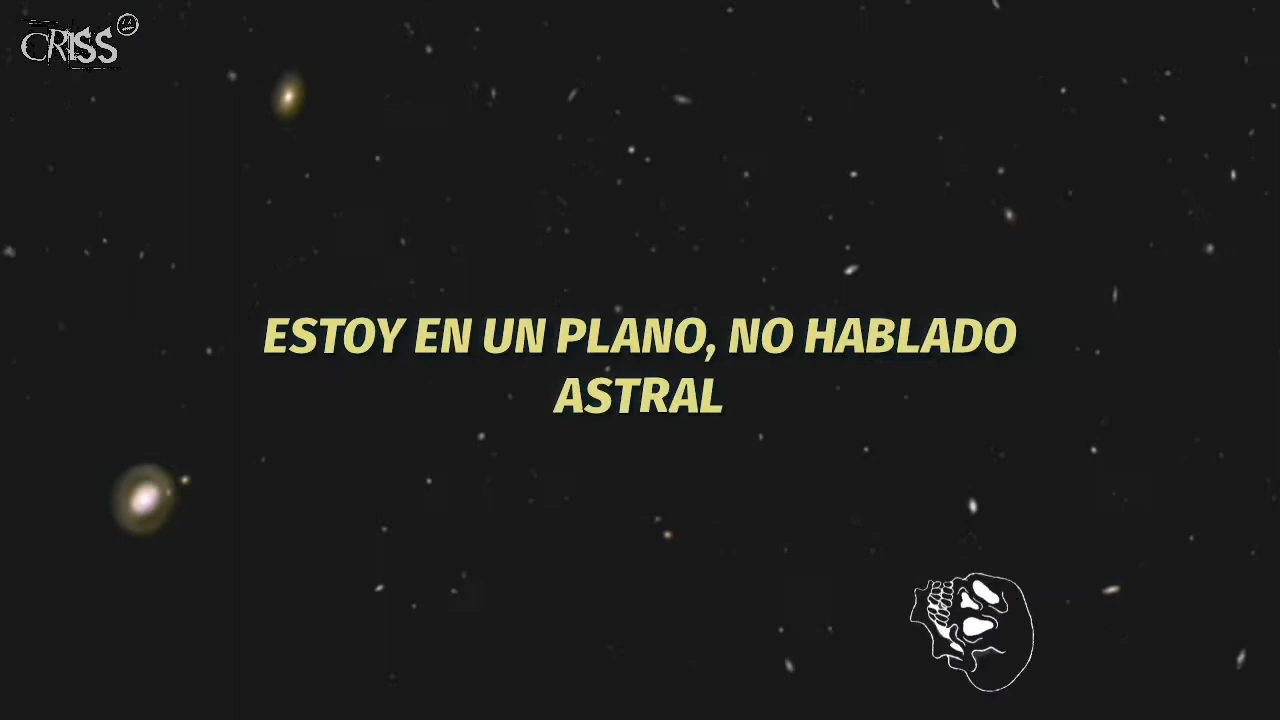 CRISS
ESTOY EN UN PLANO, NO HABLADO
ASTRAL